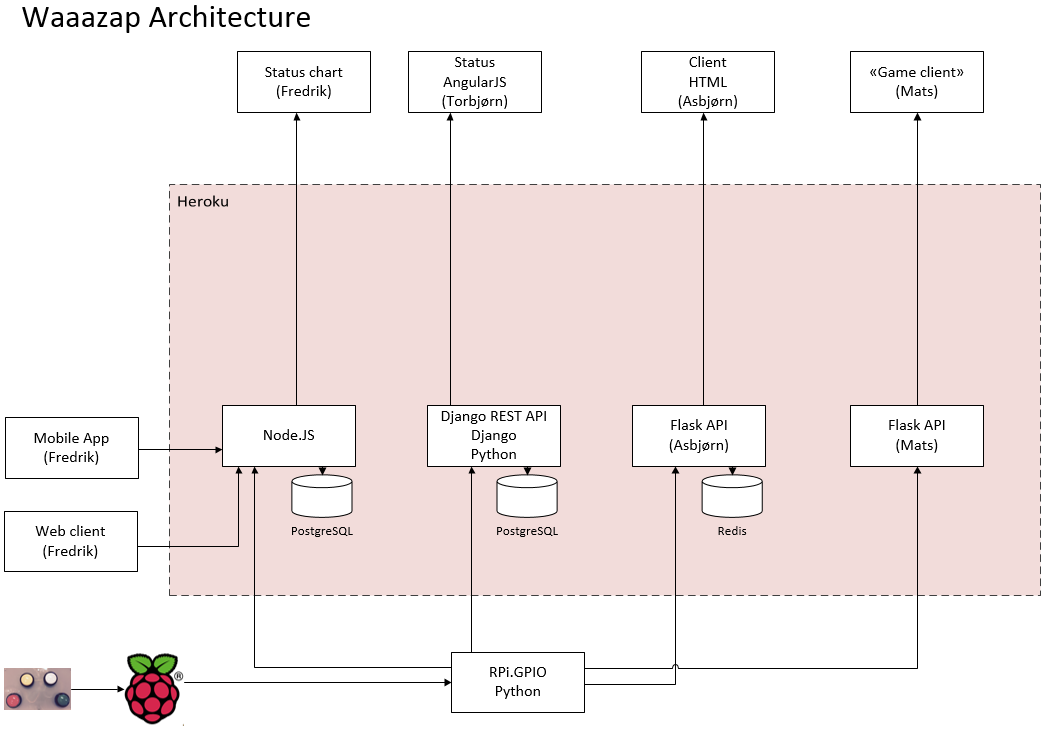 Waaazap Architecture
Status chart
(Fredrik)
Status
AngularJS
(Torbjørn)
Client
HTML
(Asbjørn)
«Game client»
(Mats)
Heroku
Mobile App
(Fredrik)
Node.JS
Django REST API
Django
Python
Flask API
(Asbjørn)
Flask API
(Mats)
PostgreSQL
PostgreSQL
Redis
Web client
(Fredrik)
®
RPi.GPIO
Python